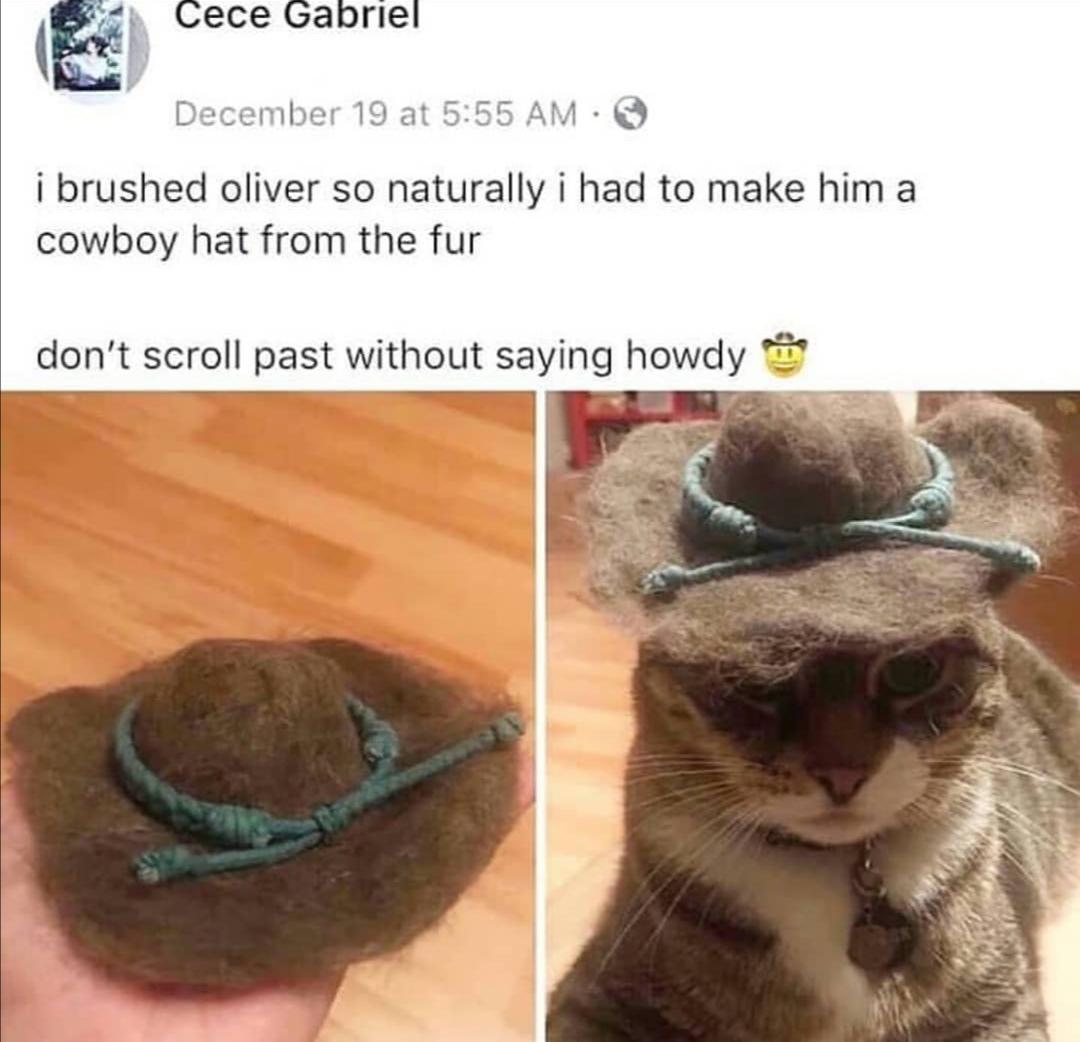 Cece Gabriel
December 19 at 5:55 AM ·
i brushed oliver so naturally i had to make him a
cowboy hat from the fur
don't scroll past without saying howdy 🤠